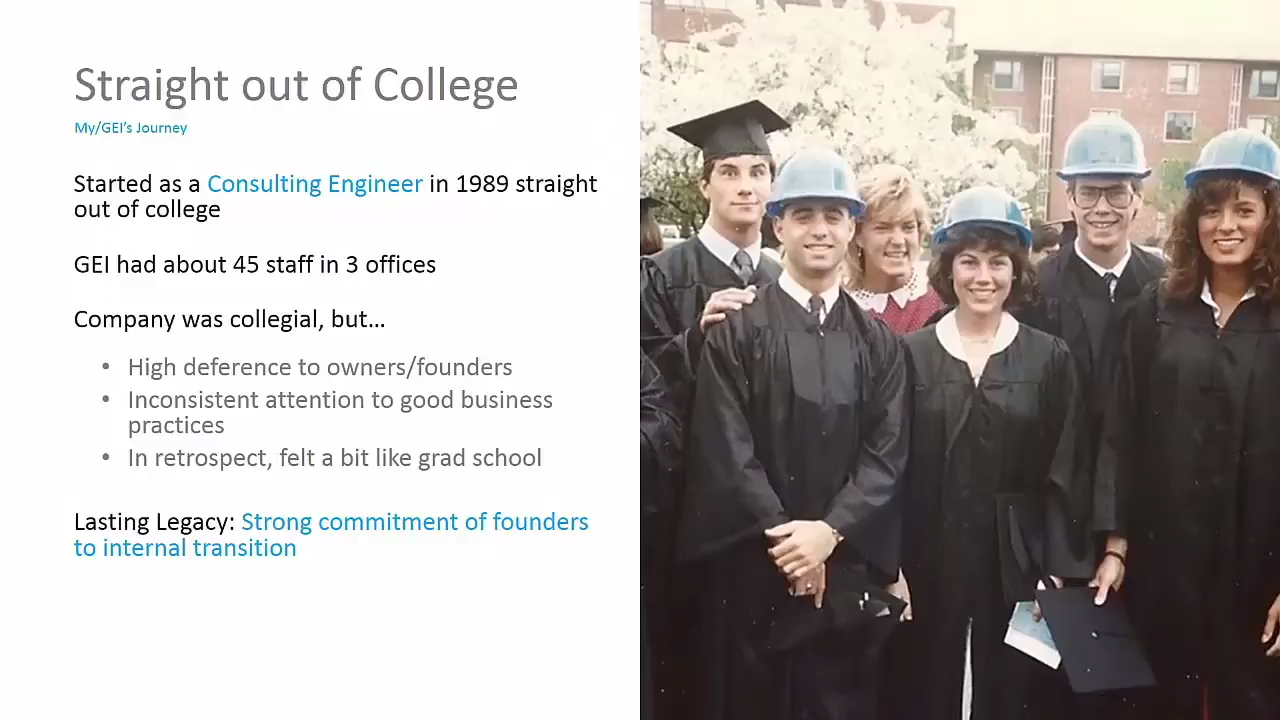 Straight out of College
My/GEI's Journey
Started as a Consulting Engineer in 1989 straight
out of college
GEI had about 45 staff in 3 offices
Company was collegial, but…
• High deference to owners/founders
• Inconsistent attention to good business
practices
• In retrospect, felt a bit like grad school
Lasting Legacy: Strong commitment of founders
to internal transition